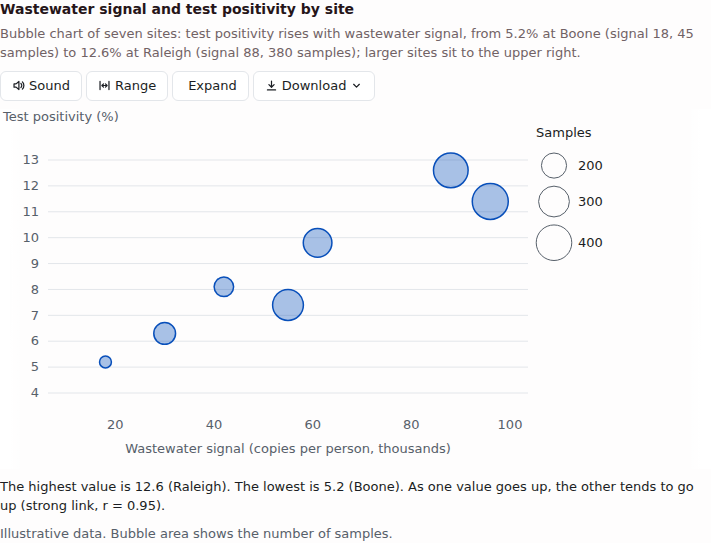 Wastewater signal and test positivity by site
Bubble chart of seven sites: test positivity rises with wastewater signal, from 5.2% at Boone (signal 18, 45
samples) to 12.6% at Raleigh (signal 88, 380 samples); larger sites sit to the upper right.
Sound Range Expand Download
Test positivity (%)
Samples
200
300
400
13
12
11
10
9
8
7
6
5
4
20 40 60 80 100
Wastewater signal (copies per person, thousands)
The highest value is 12.6 (Raleigh). The lowest is 5.2 (Boone). As one value goes up, the other tends to go
up (strong link, r = 0.95).
Illustrative data. Bubble area shows the number of samples.